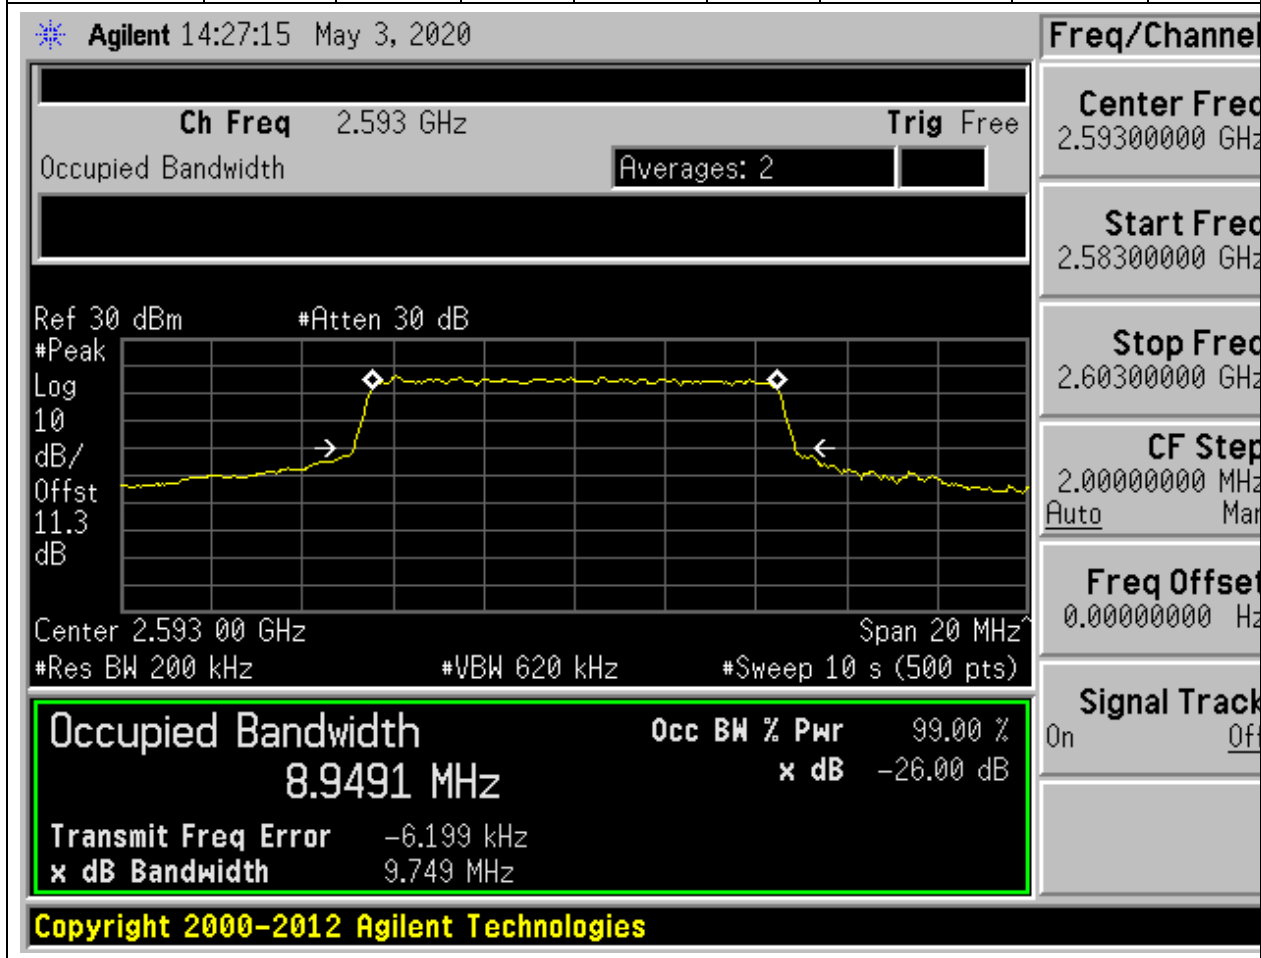 Agilent 14:27:15 May 3, 2020
Freq/Channel
Ch Freq 2.593 GHz Trig Free
Occupied Bandwidth Averages: 2
Center Freq
2.59300000 GHz
Start Freq
2.58300000 GHz
Stop Freq
2.60300000 GHz
CF Step
2.00000000 MHz
Auto Man
Freq Offset
0.00000000 Hz
Signal Track
On Off
Ref 30 dBm #Atten 30 dB
#Peak
Log
10
dB/
Offst
11.3
dB
Center 2.593 00 GHz Span 20 MHz^
#Res BW 200 kHz #VBW 620 kHz #Sweep 10 s (500 pts)
Occupied Bandwidth
8.9491 MHz
Occ BW % Pwr 99.00 %
x dB -26.00 dB
Transmit Freq Error -6.199 kHz
x dB Bandwidth 9.749 MHz
Copyright 2000-2012 Agilent Technologies